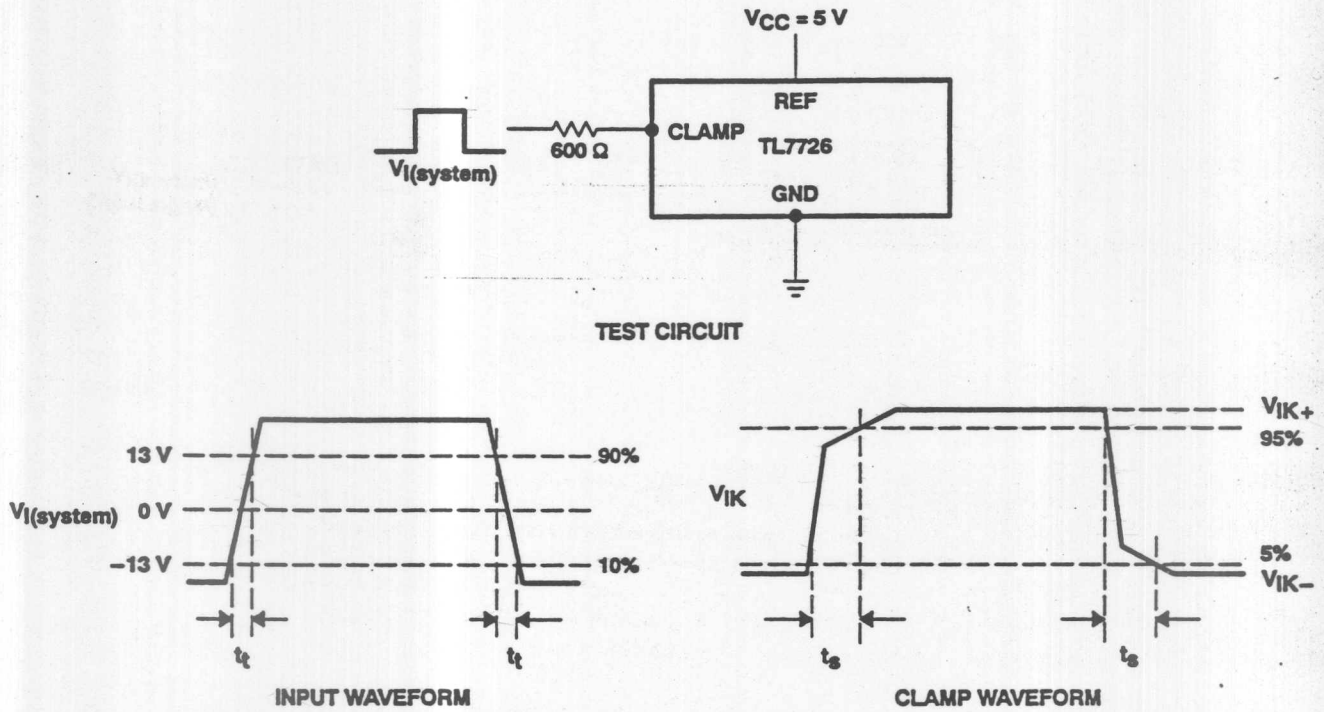 VCC = 5 V
REF
CLAMP
TL7726
600 Ω
VI(system)
GND
TEST CIRCUIT
13 V
90%
VI(system)
0 V
–13 V
10%
tt
tt
INPUT WAVEFORM
VIK+
95%
VIK
5%
VIK–
ts
ts
CLAMP WAVEFORM